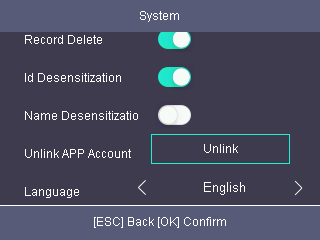 System
Record Delete
Id Desensitization
Name Desensitizatio
Unlink APP Account Unlink
Language English
[ESC] Back [OK] Confirm